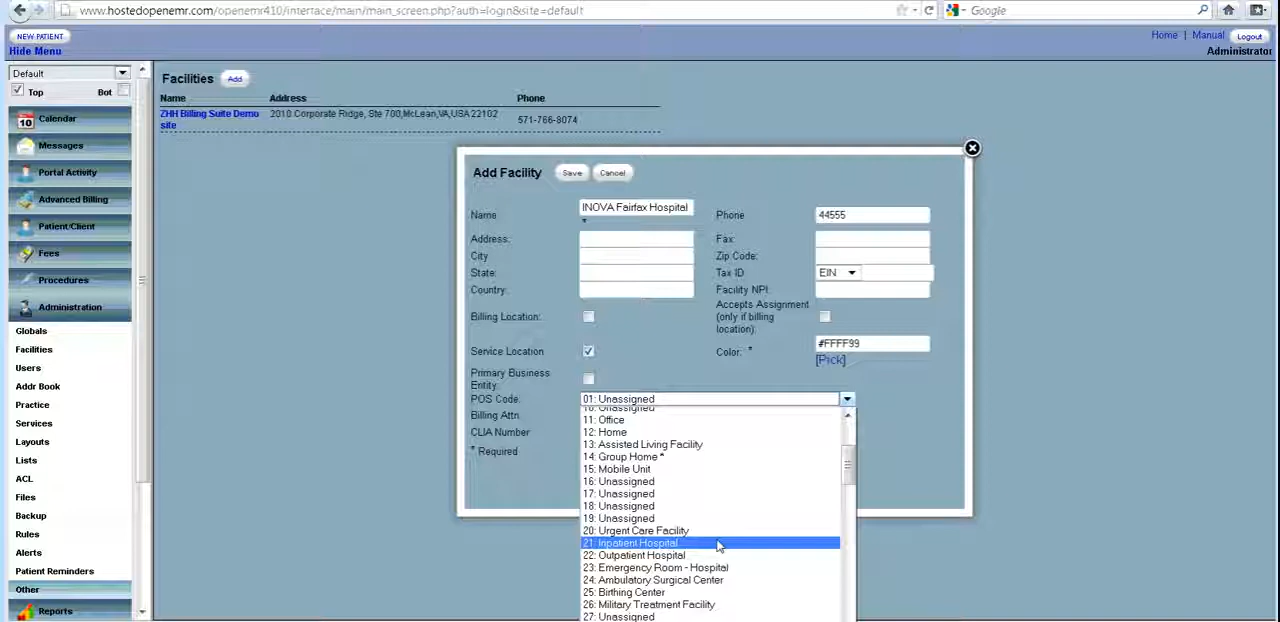 www.hostedopenemr.com/openemr410/interface/main/main_screen.php?auth=login&site=default
Google
NEW PATIENT
Home | Manual Logout
Hide Menu
Administrator
Default
Top Bot
Calendar
Messages
Portal Activity
Advanced Billing
Patient/Client
Fees
Procedures
Administration
Globals
Facilities
Users
Addr Book
Practice
Services
Layouts
Lists
ACL
Files
Backup
Rules
Alerts
Patient Reminders
Other
Reports
Facilities Add
Name Address Phone
ZHH Billing Suite Demo site
2010 Corporate Ridge, Ste 700,McLean,VA,USA 22102
571-766-8074
Add Facility Save Cancel
Name INOVA Fairfax Hospital *
Phone 44555
Address: Fax:
City Zip Code:
State: Tax ID EIN
Country: Facility NPI:
Billing Location:
Accepts Assignment
(only if billing
location):
Service Location
Color: * #FFFF99
[Pick]
Primary Business
Entity:
POS Code: 01: Unassigned
Billing Attn
CLIA Number
* Required
10: Unassigned
11: Office
12: Home
13: Assisted Living Facility
14: Group Home *
15: Mobile Unit
16: Unassigned
17: Unassigned
18: Unassigned
19: Unassigned
20: Urgent Care Facility
21: Inpatient Hospital
22: Outpatient Hospital
23: Emergency Room - Hospital
24: Ambulatory Surgical Center
25: Birthing Center
26: Military Treatment Facility
27: Unassigned